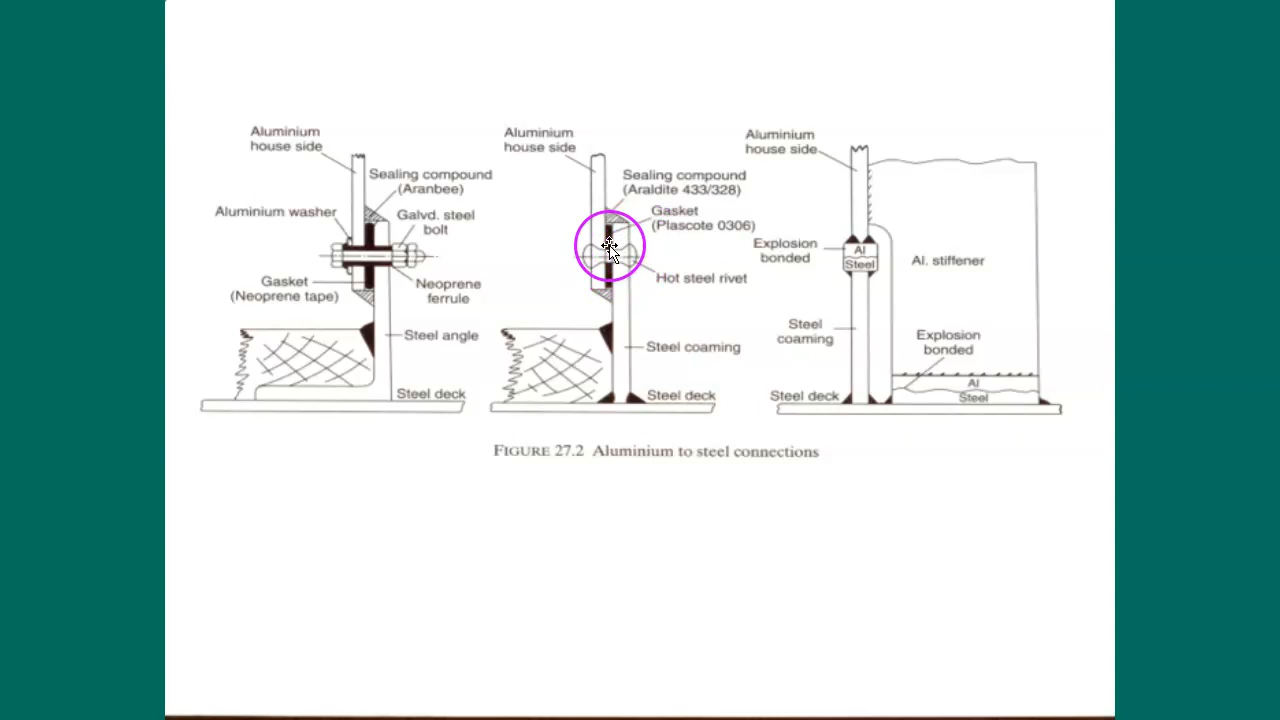 Aluminium
house side
Sealing compound
(Aranbee)
Aluminium washer
Galvd. steel
bolt
Gasket
(Neoprene tape)
Neoprene
ferrule
Steel angle
Steel deck
Aluminium
house side
Sealing compound
(Araldite 433/328)
Gasket
(Plascote 0306)
Hot steel rivet
Steel coaming
Steel deck
Aluminium
house side
Explosion
bonded
Al
Steel
Al. stiffener
Steel
coaming
Explosion
bonded
Al
Steel
Steel deck
FIGURE 27.2 Aluminium to steel connections